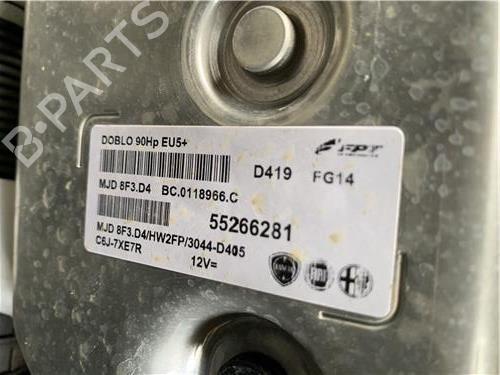 B-PARTS
DOBLO 90Hp EU5+
FPT
D419 FG14
MJD 8F3.D4 BC.0118966.C
55266281
MJD 8F3.D4/HW2FP/3044-D405
C6J-7XE7R 12V=
FIAT